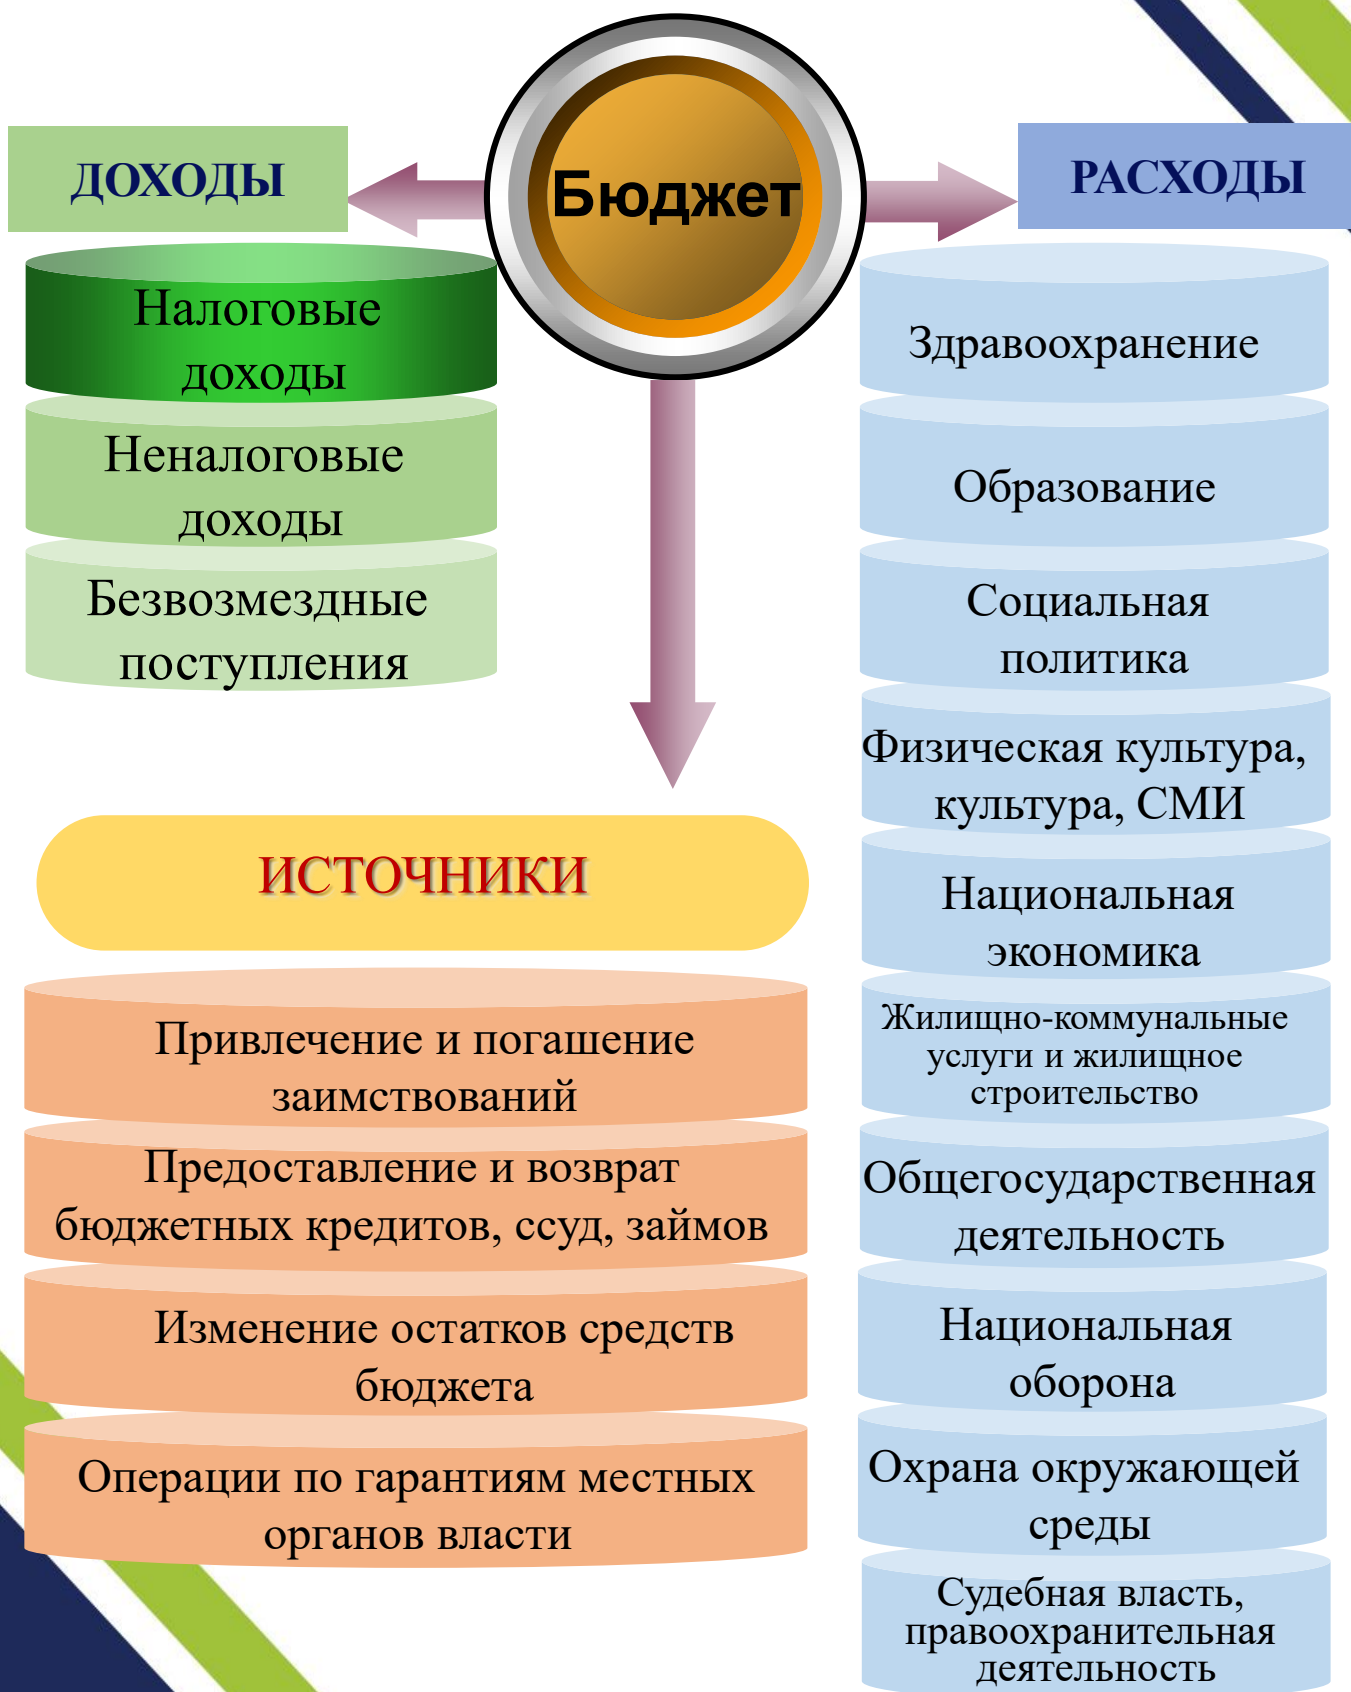 Бюджет
ДОХОДЫ
Налоговые
доходы
Неналоговые
доходы
Безвозмездные
поступления
ИСТОЧНИКИ
Привлечение и погашение
заимствований
Предоставление и возврат
бюджетных кредитов, ссуд, займов
Изменение остатков средств
бюджета
Операции по гарантиям местных
органов власти
РАСХОДЫ
Здравоохранение
Образование
Социальная
политика
Физическая культура,
культура, СМИ
Национальная
экономика
Жилищно-коммунальные
услуги и жилищное
строительство
Общегосударственная
деятельность
Национальная
оборона
Охрана окружающей
среды
Судебная власть,
правоохранительная
деятельность